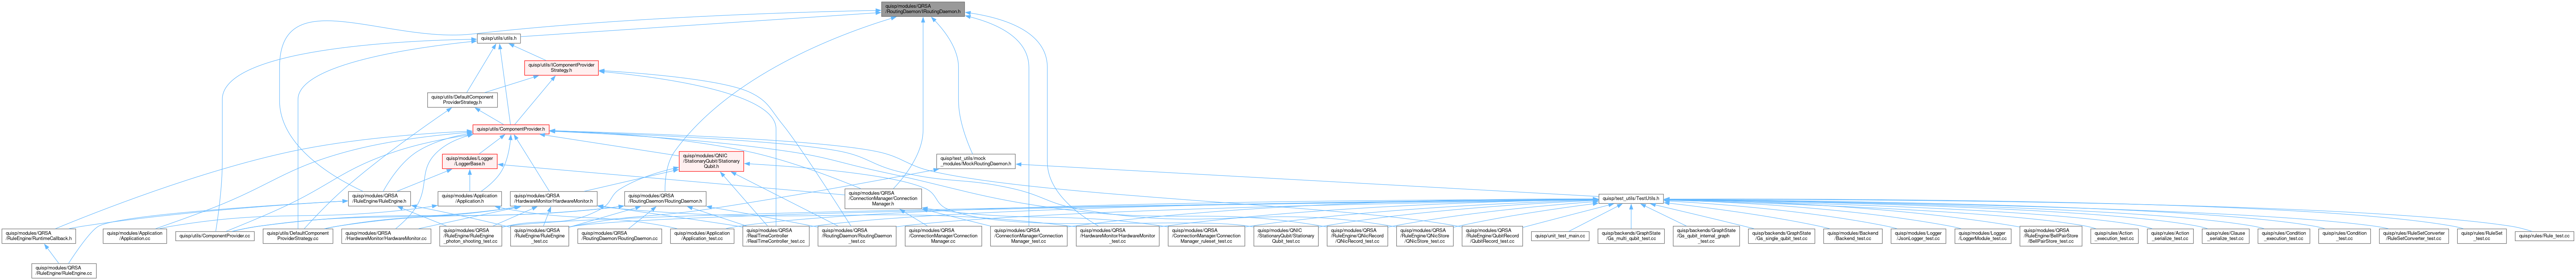 quisp/modules/QRSA
/RoutingDaemon/IRoutingDaemon.h
quisp/utils/utils.h
quisp/utils/IComponentProvider
Strategy.h
quisp/utils/DefaultComponent
ProviderStrategy.h
quisp/utils/ComponentProvider.h
quisp/modules/Logger
/LoggerBase.h
quisp/modules/QNIC
/StationaryQubit/Stationary
Qubit.h
quisp/test_utils/mock
_modules/MockRoutingDaemon.h
quisp/modules/QRSA
/RuleEngine/RuleEngine.h
quisp/modules/Application
/Application.h
quisp/modules/QRSA
/HardwareMonitor/HardwareMonitor.h
quisp/modules/QRSA
/RoutingDaemon/RoutingDaemon.h
quisp/modules/QRSA
/ConnectionManager/Connection
Manager.h
quisp/test_utils/TestUtils.h
quisp/modules/QRSA
/RuleEngine/RuntimeCallback.h
quisp/modules/Application
/Application.cc
quisp/utils/ComponentProvider.cc
quisp/utils/DefaultComponent
ProviderStrategy.cc
quisp/modules/QRSA
/HardwareMonitor/HardwareMonitor.cc
quisp/modules/QRSA
/RuleEngine/RuleEngine
_photon_shooting_test.cc
quisp/modules/QRSA
/RuleEngine/RuleEngine
_test.cc
quisp/modules/QRSA
/RoutingDaemon/RoutingDaemon.cc
quisp/modules/Application
/Application_test.cc
quisp/modules/QRSA
/RealTimeController
/RealTimeController_test.cc
quisp/modules/QRSA
/RoutingDaemon/RoutingDaemon
_test.cc
quisp/modules/QRSA
/ConnectionManager/Connection
Manager.cc
quisp/modules/QRSA
/ConnectionManager/Connection
Manager_test.cc
quisp/modules/QRSA
/HardwareMonitor/HardwareMonitor
_test.cc
quisp/modules/QRSA
/ConnectionManager/Connection
Manager_ruleset_test.cc
quisp/modules/QNIC
/StationaryQubit/Stationary
Qubit_test.cc
quisp/modules/QRSA
/RuleEngine/QNicRecord
/QNicRecord_test.cc
quisp/modules/QRSA
/RuleEngine/QNicStore
/QNicStore_test.cc
quisp/modules/QRSA
/RuleEngine/QubitRecord
/QubitRecord_test.cc
quisp/unit_test_main.cc
quisp/backends/GraphState
/Gs_multi_qubit_test.cc
quisp/backends/GraphState
/Gs_qubit_internal_graph
_test.cc
quisp/backends/GraphState
/Gs_single_qubit_test.cc
quisp/modules/Backend
/Backend_test.cc
quisp/modules/Logger
/JsonLogger_test.cc
quisp/modules/Logger
/LoggerModule_test.cc
quisp/modules/QRSA
/RuleEngine/BellPairStore
/BellPairStore_test.cc
quisp/rules/Action
_execution_test.cc
quisp/rules/Action
_serialize_test.cc
quisp/rules/Clause
_serialize_test.cc
quisp/rules/Condition
_execution_test.cc
quisp/rules/Condition
_test.cc
quisp/rules/RuleSetConverter
/RuleSetConverter_test.cc
quisp/rules/RuleSet
_test.cc
quisp/rules/Rule_test.cc
quisp/modules/QRSA
/RuleEngine/RuleEngine.cc